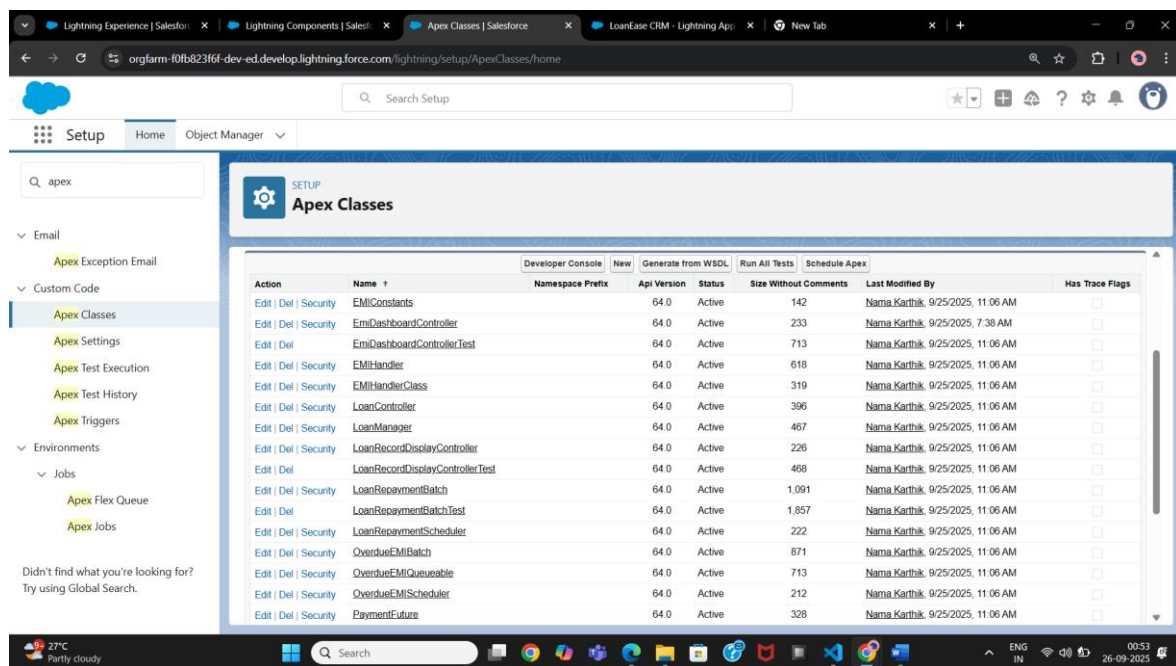 Lightning Experience | Salesforc
Lightning Components | Salesfo
Apex Classes | Salesforce
LoanEase CRM - Lightning App
New Tab
orgfarm-f0fb823f6f-dev-ed.develop.lightning.force.com/lightning/setup/ApexClasses/home
Search Setup
Setup Home Object Manager
apex
SETUP
Apex Classes
Email
Apex Exception Email
Custom Code
Apex Classes
Apex Settings
Apex Test Execution
Apex Test History
Apex Triggers
Environments
Jobs
Apex Flex Queue
Apex Jobs
Didn't find what you're looking for?
Try using Global Search.
Developer Console New Generate from WSDL Run All Tests Schedule Apex
Action Name ↑ Namespace Prefix Api Version Status Size Without Comments Last Modified By Has Trace Flags
Edit | Del | Security EMIConstants 64.0 Active 142 Nama Karthik, 9/25/2025, 11:06 AM
Edit | Del | Security EmiDashboardController 64.0 Active 233 Nama Karthik, 9/25/2025, 7:38 AM
Edit | Del EmiDashboardControllerTest 64.0 Active 713 Nama Karthik, 9/25/2025, 11:06 AM
Edit | Del | Security EMIHandler 64.0 Active 618 Nama Karthik, 9/25/2025, 11:06 AM
Edit | Del | Security EMIHandlerClass 64.0 Active 319 Nama Karthik, 9/25/2025, 11:06 AM
Edit | Del | Security LoanController 64.0 Active 396 Nama Karthik, 9/25/2025, 11:06 AM
Edit | Del | Security LoanManager 64.0 Active 467 Nama Karthik, 9/25/2025, 11:06 AM
Edit | Del | Security LoanRecordDisplayController 64.0 Active 226 Nama Karthik, 9/25/2025, 11:06 AM
Edit | Del LoanRecordDisplayControllerTest 64.0 Active 468 Nama Karthik, 9/25/2025, 11:06 AM
Edit | Del | Security LoanRepaymentBatch 64.0 Active 1,091 Nama Karthik, 9/25/2025, 11:06 AM
Edit | Del LoanRepaymentBatchTest 64.0 Active 1,857 Nama Karthik, 9/25/2025, 11:06 AM
Edit | Del | Security LoanRepaymentScheduler 64.0 Active 222 Nama Karthik, 9/25/2025, 11:06 AM
Edit | Del | Security OverdueEMIBatch 64.0 Active 871 Nama Karthik, 9/25/2025, 11:06 AM
Edit | Del | Security OverdueEMIQueueable 64.0 Active 713 Nama Karthik, 9/25/2025, 11:06 AM
Edit | Del | Security OverdueEMIScheduler 64.0 Active 212 Nama Karthik, 9/25/2025, 11:06 AM
Edit | Del | Security PaymentFuture 64.0 Active 328 Nama Karthik, 9/25/2025, 11:06 AM
9+
27°C
Partly cloudy
Search
ENG
IN
00:53
26-09-2025